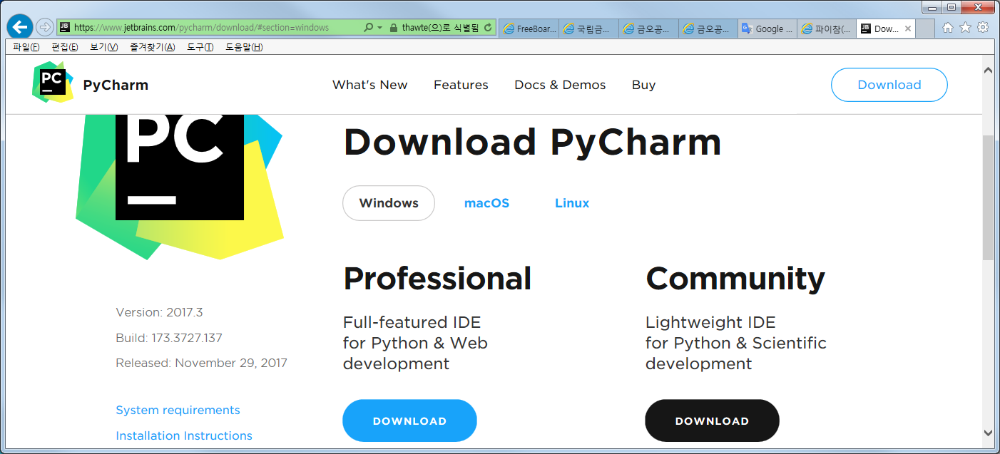 https://www.jetbrains.com/pycharm/download/#section=windows
thawte(으)로 식별됨
FreeBoar...
국립금...
금오공...
금오공...
Google ...
파이참(...
Dow...
파일(F) 편집(E) 보기(V) 즐겨찾기(A) 도구(T) 도움말(H)
PC
PyCharm
What's New
Features
Docs & Demos
Buy
Download
PC
Download PyCharm
Windows
macOS
Linux
Professional
Full-featured IDE
for Python & Web
development
DOWNLOAD
Community
Lightweight IDE
for Python & Scientific
development
DOWNLOAD
Version: 2017.3
Build: 173.3727.137
Released: November 29, 2017
System requirements
Installation Instructions